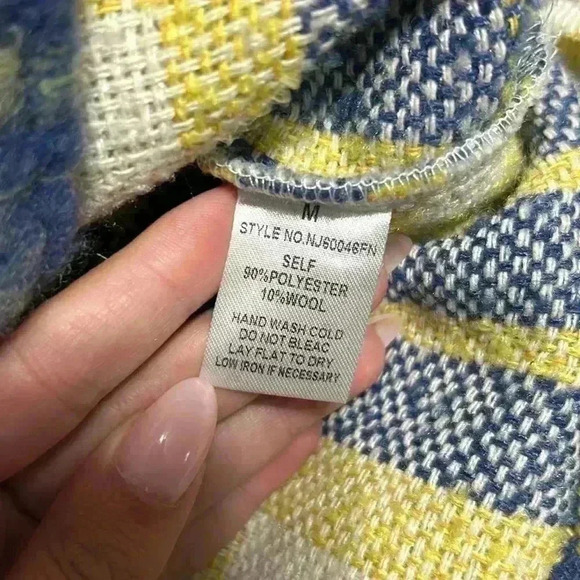 M
STYLE NO.NJ60046FN
SELF
90%POLYESTER
10%WOOL
HAND WASH COLD
DO NOT BLEAC
LAY FLAT TO DRY
LOW IRON IF NECESSARY